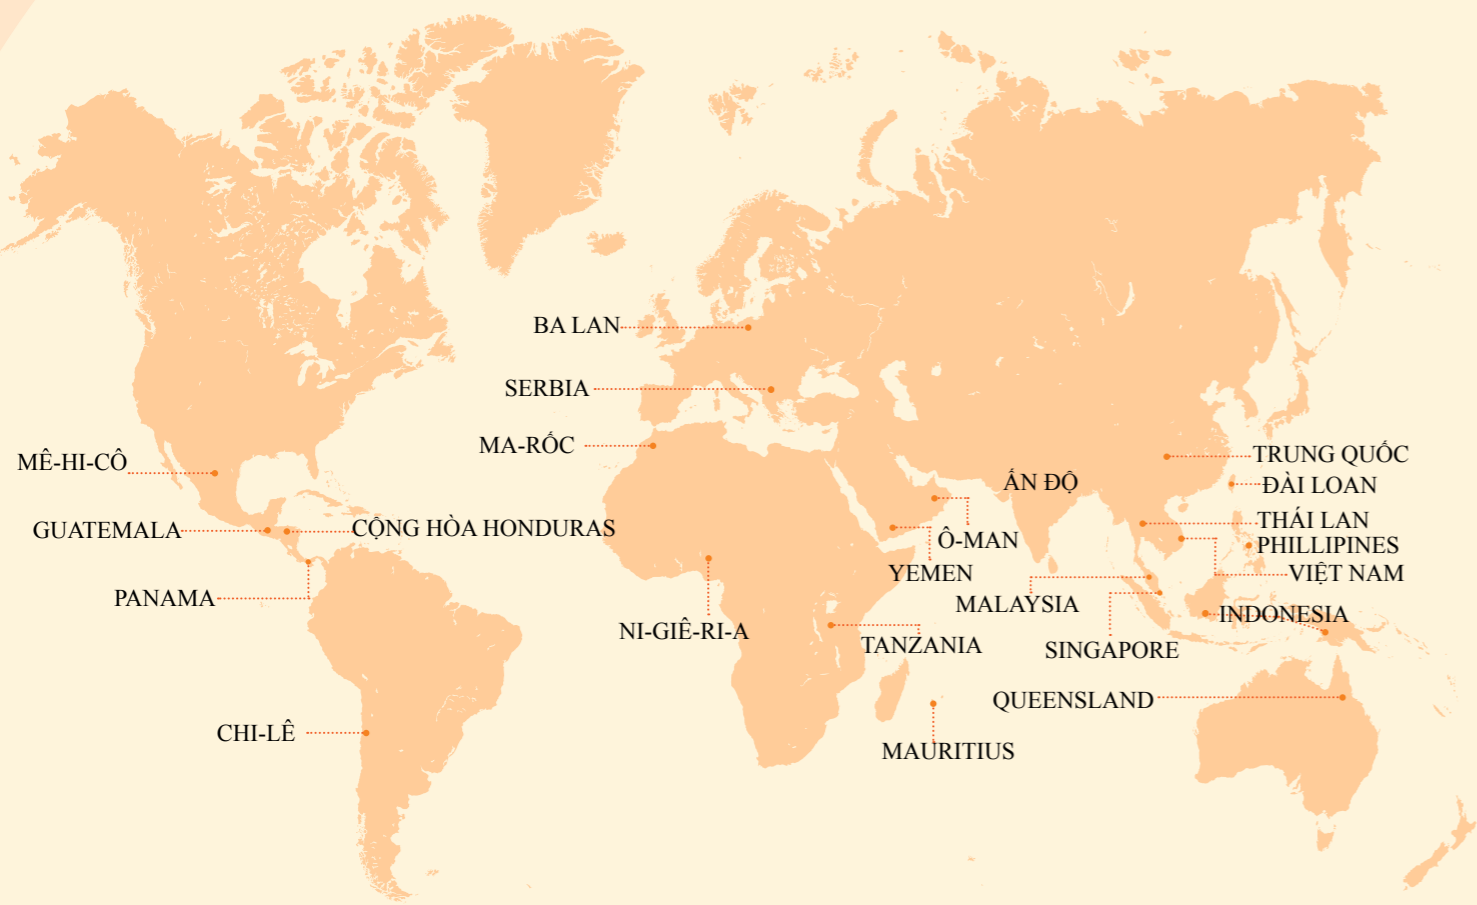 BA LAN
SERBIA
MA-RỐC
MÊ-HI-CÔ
TRUNG QUỐC
ẤN ĐỘ
ĐÀI LOAN
THÁI LAN
GUATEMALA
CỘNG HÒA HONDURAS
Ô-MAN
PHILLIPINES
YEMEN
VIỆT NAM
PANAMA
MALAYSIA
INDONESIA
NI-GIÊ-RI-A
TANZANIA
SINGAPORE
QUEENSLAND
CHI-LÊ
MAURITIUS